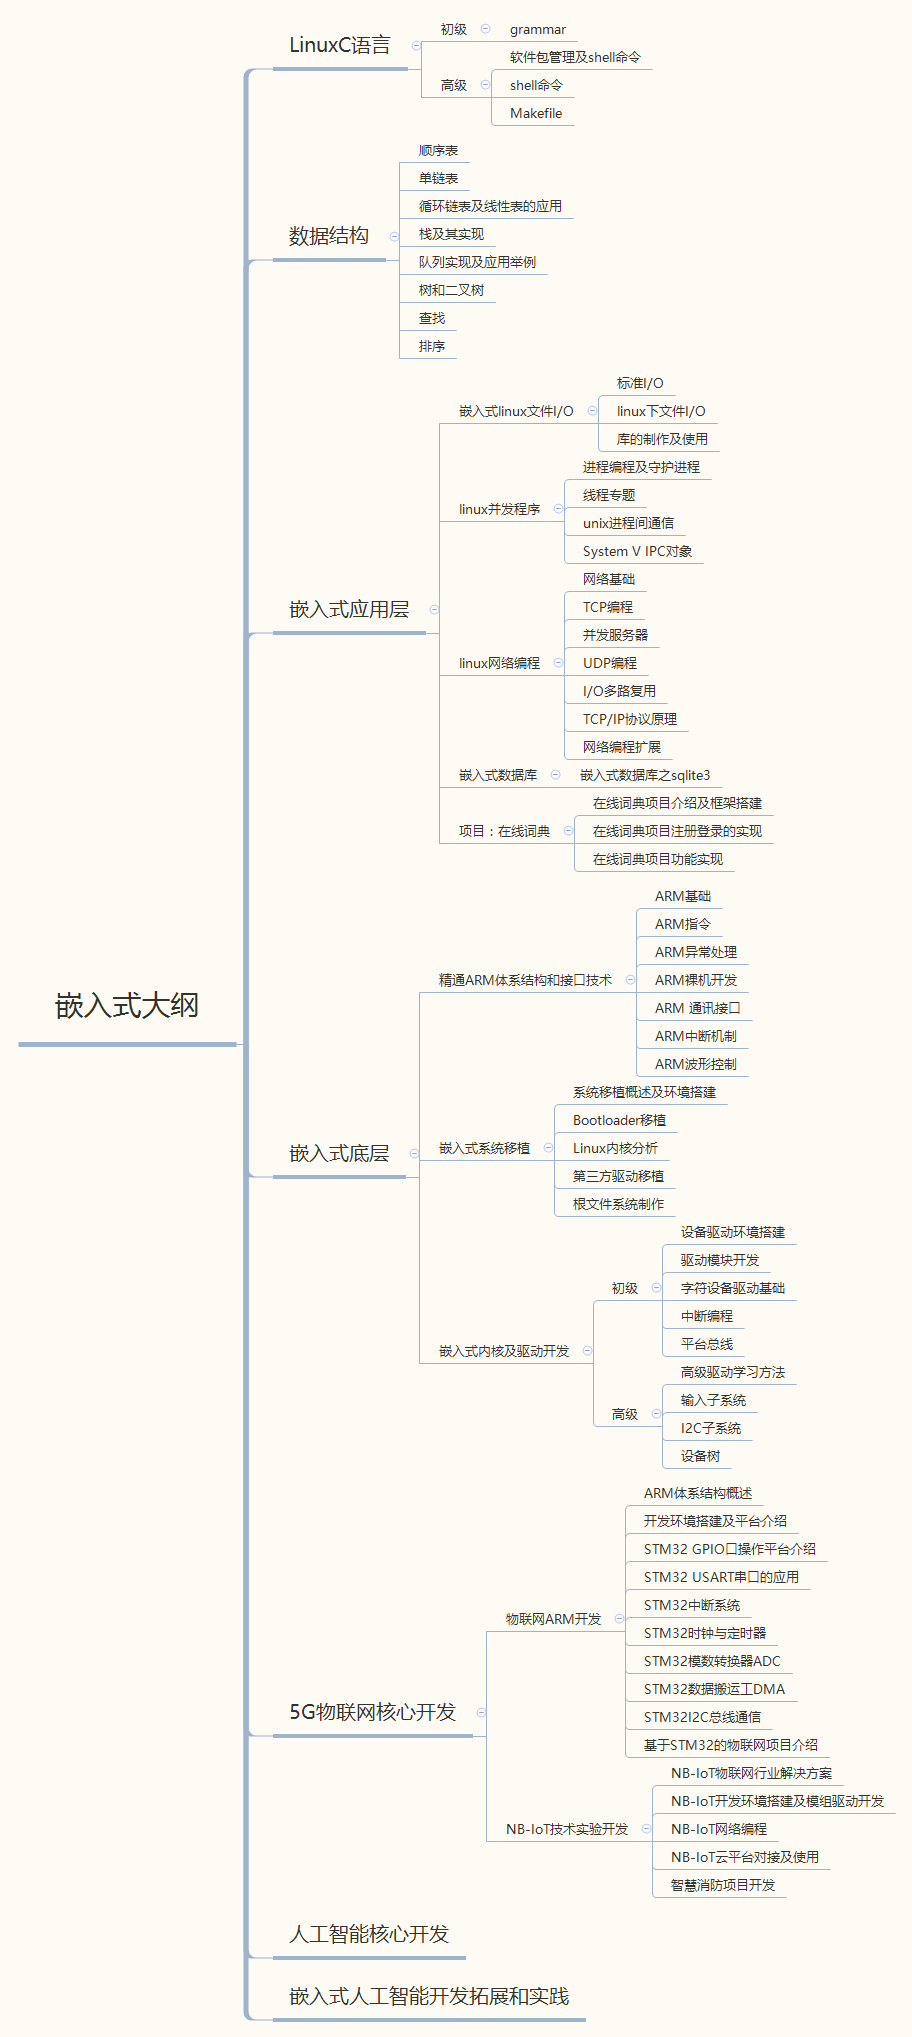 嵌入式大纲
LinuxC语言
初级
grammar
高级
软件包管理及shell命令
shell命令
Makefile
数据结构
顺序表
单链表
循环链表及线性表的应用
栈及其实现
队列实现及应用举例
树和二叉树
查找
排序
嵌入式应用层
嵌入式linux文件I/O
标准I/O
linux下文件I/O
库的制作及使用
linux并发程序
进程编程及守护进程
线程专题
unix进程间通信
System V IPC对象
linux网络编程
网络基础
TCP编程
并发服务器
UDP编程
I/O多路复用
TCP/IP协议原理
网络编程扩展
嵌入式数据库
嵌入式数据库之sqlite3
项目：在线词典
在线词典项目介绍及框架搭建
在线词典项目注册登录的实现
在线词典项目功能实现
嵌入式底层
精通ARM体系结构和接口技术
ARM基础
ARM指令
ARM异常处理
ARM裸机开发
ARM 通讯接口
ARM中断机制
ARM波形控制
嵌入式系统移植
系统移植概述及环境搭建
Bootloader移植
Linux内核分析
第三方驱动移植
根文件系统制作
嵌入式内核及驱动开发
初级
设备驱动环境搭建
驱动模块开发
字符设备驱动基础
中断编程
平台总线
高级
高级驱动学习方法
输入子系统
I2C子系统
设备树
5G物联网核心开发
物联网ARM开发
ARM体系结构概述
开发环境搭建及平台介绍
STM32 GPIO口操作平台介绍
STM32 USART串口的应用
STM32中断系统
STM32时钟与定时器
STM32模数转换器ADC
STM32数据搬运工DMA
STM32I2C总线通信
基于STM32的物联网项目介绍
NB-IoT技术实验开发
NB-IoT物联网行业解决方案
NB-IoT开发环境搭建及模组驱动开发
NB-IoT网络编程
NB-IoT云平台对接及使用
智慧消防项目开发
人工智能核心开发
嵌入式人工智能开发拓展和实践